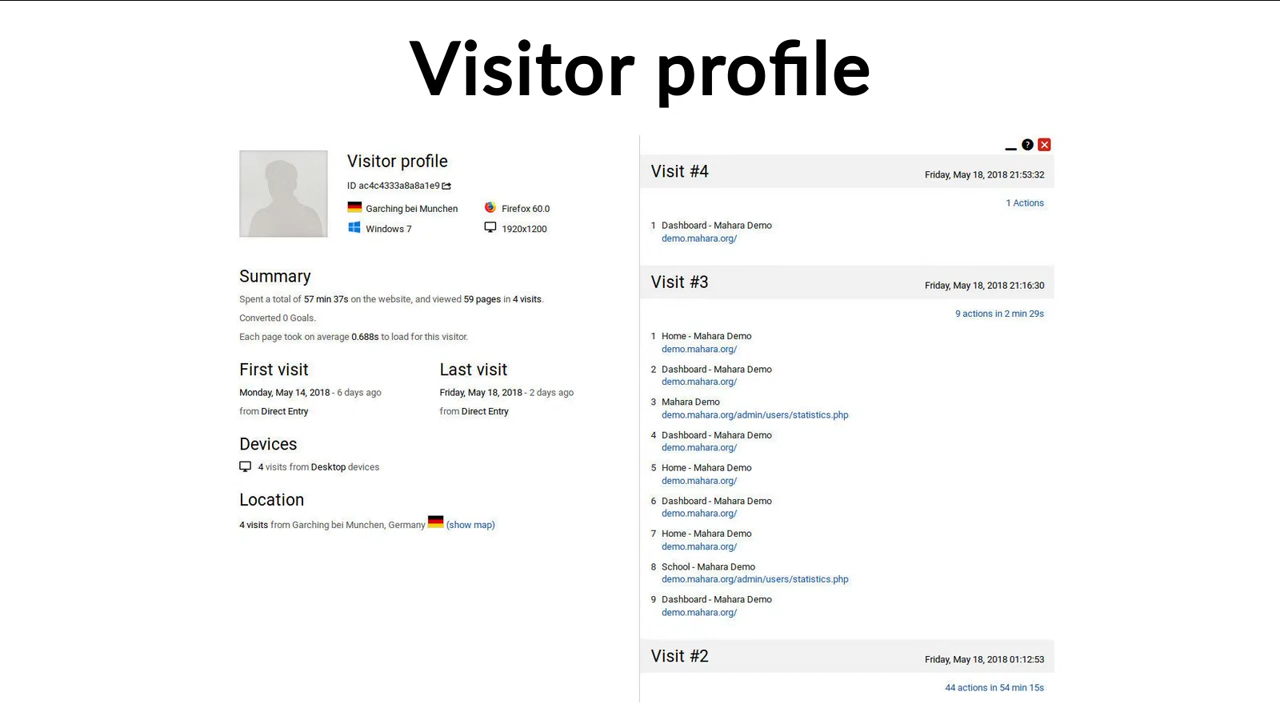 Visitor profile
Visitor profile
ID ac4c4333a8a8a1e9
Garching bei Munchen
Firefox 60.0
Windows 7
1920x1200
Summary
Spent a total of 57 min 37s on the website, and viewed 59 pages in 4 visits.
Converted 0 Goals.
Each page took on average 0.688s to load for this visitor.
First visit
Monday, May 14, 2018 - 6 days ago
from Direct Entry
Last visit
Friday, May 18, 2018 - 2 days ago
from Direct Entry
Devices
4 visits from Desktop devices
Location
4 visits from Garching bei Munchen, Germany (show map)
?
Visit #4 Friday, May 18, 2018 21:53:32
1 Actions
1 Dashboard - Mahara Demo
demo.mahara.org/
Visit #3 Friday, May 18, 2018 21:16:30
9 actions in 2 min 29s
1 Home - Mahara Demo
demo.mahara.org/
2 Dashboard - Mahara Demo
demo.mahara.org/
3 Mahara Demo
demo.mahara.org/admin/users/statistics.php
4 Dashboard - Mahara Demo
demo.mahara.org/
5 Home - Mahara Demo
demo.mahara.org/
6 Dashboard - Mahara Demo
demo.mahara.org/
7 Home - Mahara Demo
demo.mahara.org/
8 School - Mahara Demo
demo.mahara.org/admin/users/statistics.php
9 Dashboard - Mahara Demo
demo.mahara.org/
Visit #2 Friday, May 18, 2018 01:12:53
44 actions in 54 min 15s